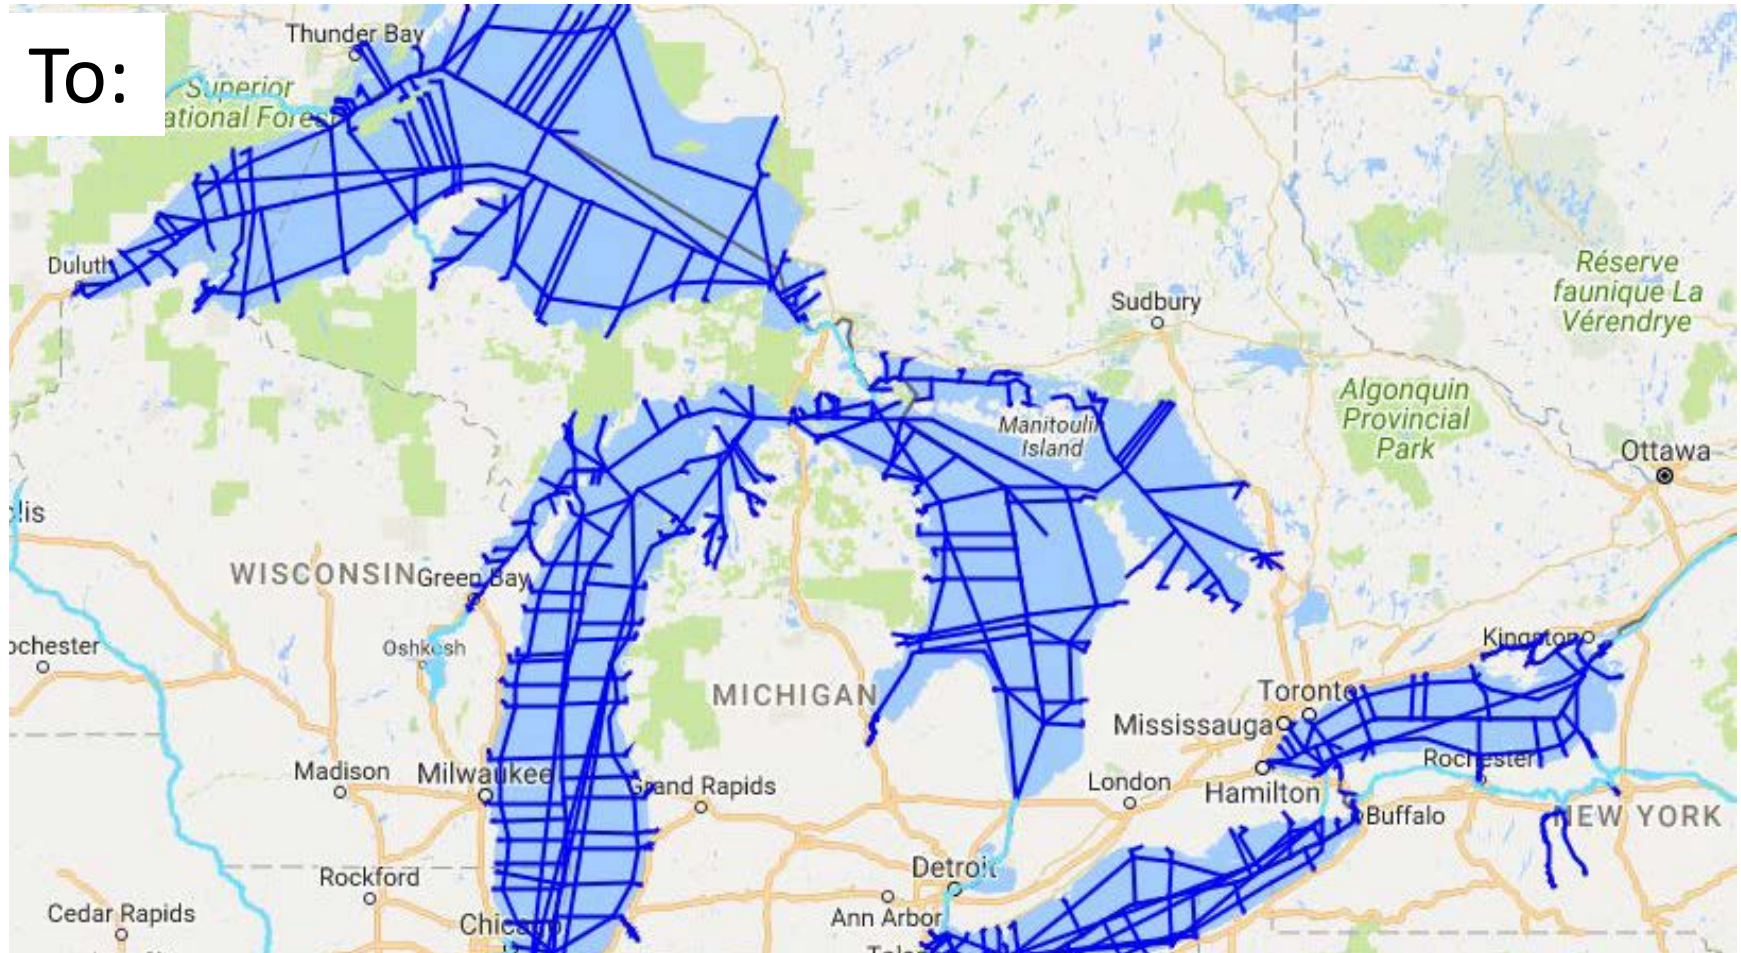 To:
Thunder Bay
Superior
ational Forest
Duluth
Sudbury
Réserve
faunique La
Vérendrye
Algonquin
Provincial
Park
Manitoulin
Island
Ottawa
WISCONSIN
Green Bay
Oshkosh
ochester
Kingston
MICHIGAN
Toronto
Mississauga
Madison
Milwaukee
Grand Rapids
London
Hamilton
Rochester
Buffalo
NEW YORK
Detroit
Rockford
Ann Arbor
Cedar Rapids
Chicago